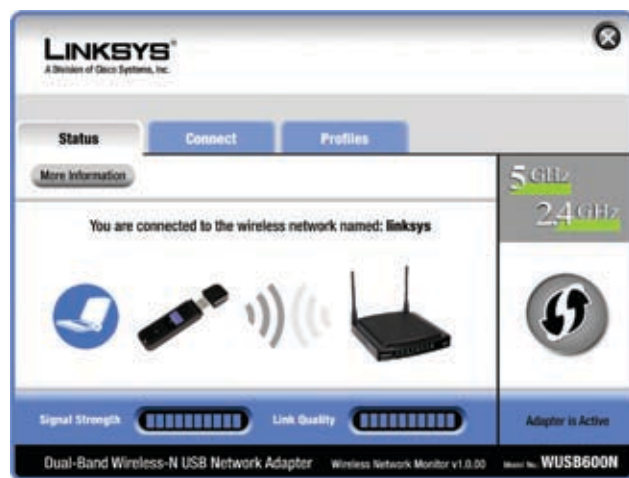 LINKSYS®
A Division of Cisco Systems, Inc.
Status
Connect
Profiles
More Information
5 GHz
2.4 GHz
You are connected to the wireless network named: linksys
Signal Strength
Link Quality
Adapter is Active
Dual-Band Wireless-N USB Network Adapter
Wireless Network Monitor v1.0.00
Model No. WUSB600N